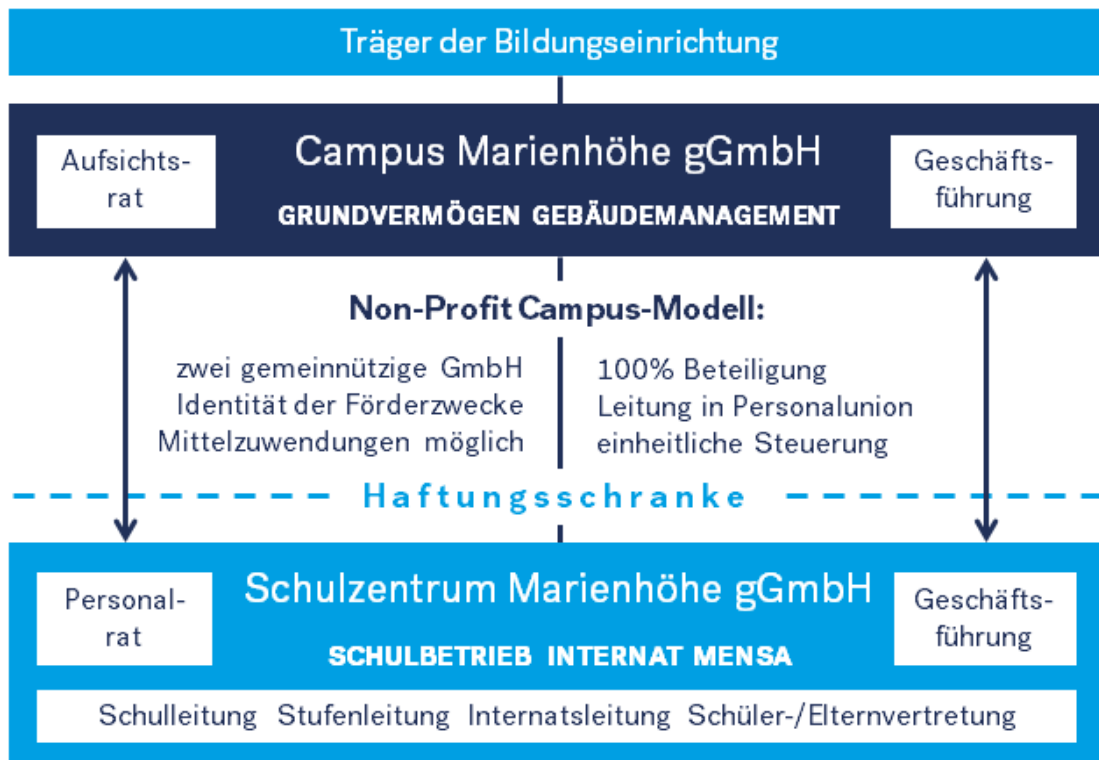 Träger der Bildungseinrichtung
Aufsichts-
rat
Campus Marienhöhe gGmbH
GRUNDVERMÖGEN GEBÄUDEMANAGEMENT
Geschäfts-
führung
Non-Profit Campus-Modell:
zwei gemeinnützige GmbH
Identität der Förderzwecke
Mittelzuwendungen möglich
100% Beteiligung
Leitung in Personalunion
einheitliche Steuerung
Haftungsschranke
Personal-
rat
Schulzentrum Marienhöhe gGmbH
SCHULBETRIEB INTERNAT MENSA
Geschäfts-
führung
Schulleitung Stufenleitung Internatsleitung Schüler-/Elternvertretung